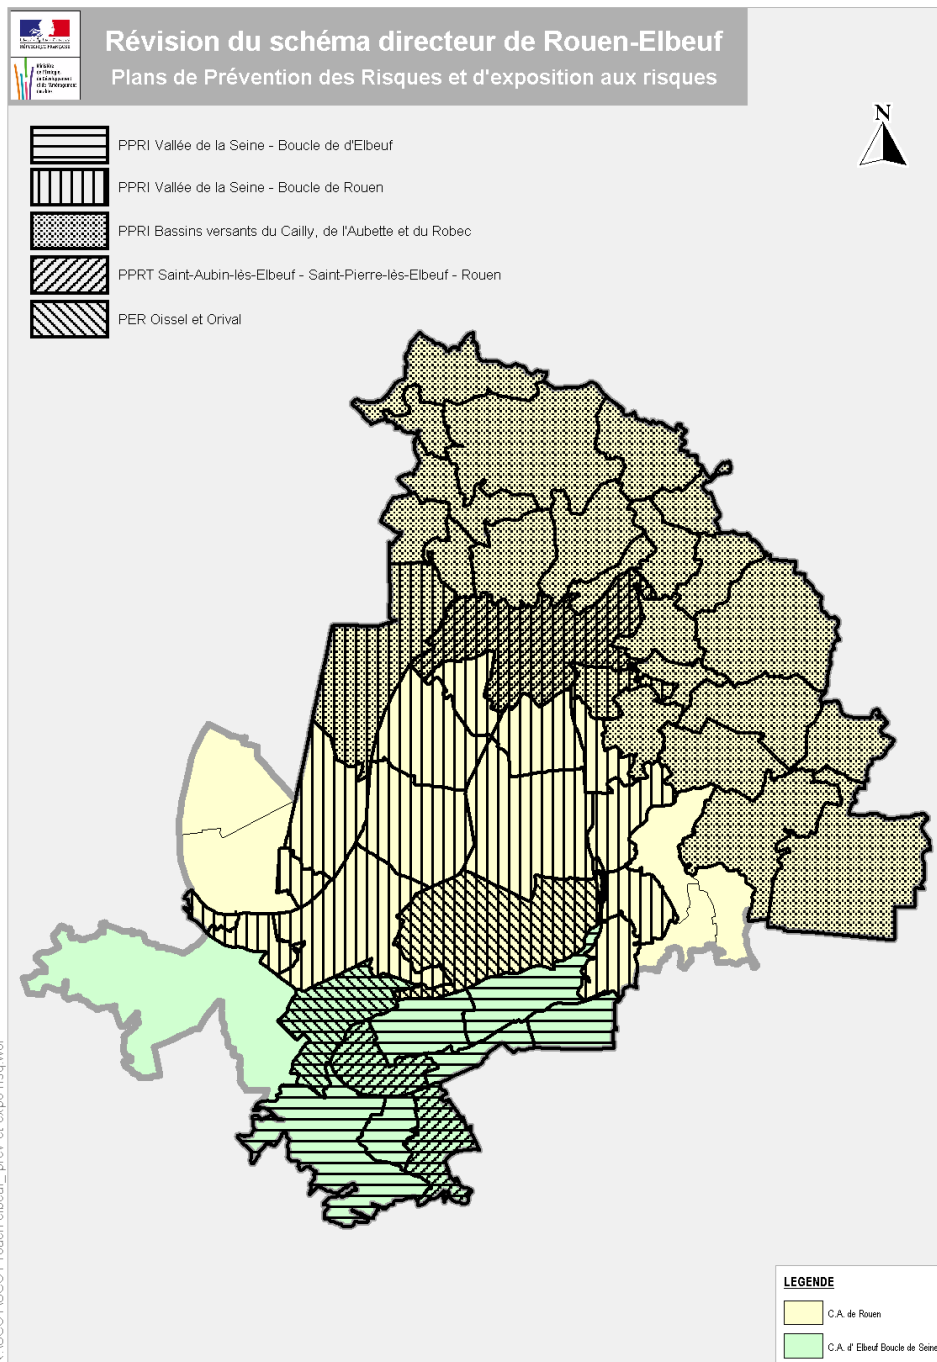 Révision du schéma directeur de Rouen-Elbeuf
Plans de Prévention des Risques et d'exposition aux risques
RÉPUBLIQUE FRANÇAISE
N
PPRI Vallée de la Seine - Boucle de d'Elbeuf
PPRI Vallée de la Seine - Boucle de Rouen
PPRI Bassins versants du Cailly, de l'Aubette et du Robec
PPRT Saint-Aubin-lès-Elbeuf - Saint-Pierre-lès-Elbeuf - Rouen
PER Oissel et Orival
LEGENDE
C.A. de Rouen
C.A. d' Elbeuf Boucle de Seine